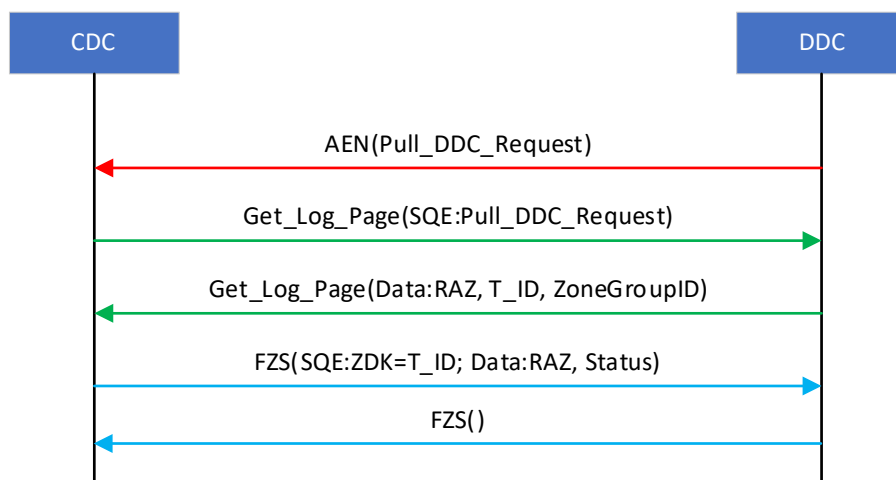 CDC
DDC
AEN(Pull_DDC_Request)
Get_Log_Page(SQE:Pull_DDC_Request)
Get_Log_Page(Data:RAZ, T_ID, ZoneGroupID)
FZS(SQE:ZDK=T_ID; Data:RAZ, Status)
FZS()